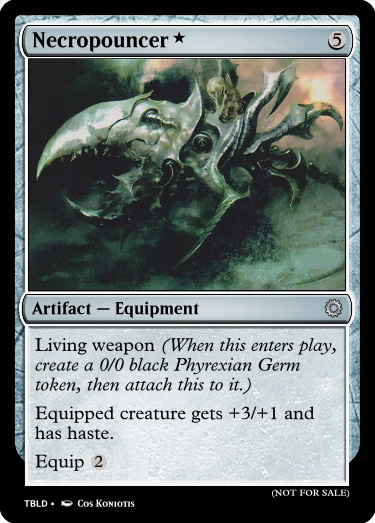 Necropouncer★ 5
Artifact — Equipment
Living weapon (When this enters play,
create a 0/0 black Phyrexian Germ
token, then attach this to it.)
Equipped creature gets +3/+1 and
has haste.
Equip 2
(NOT FOR SALE)
TBLD • Cos Koniotis